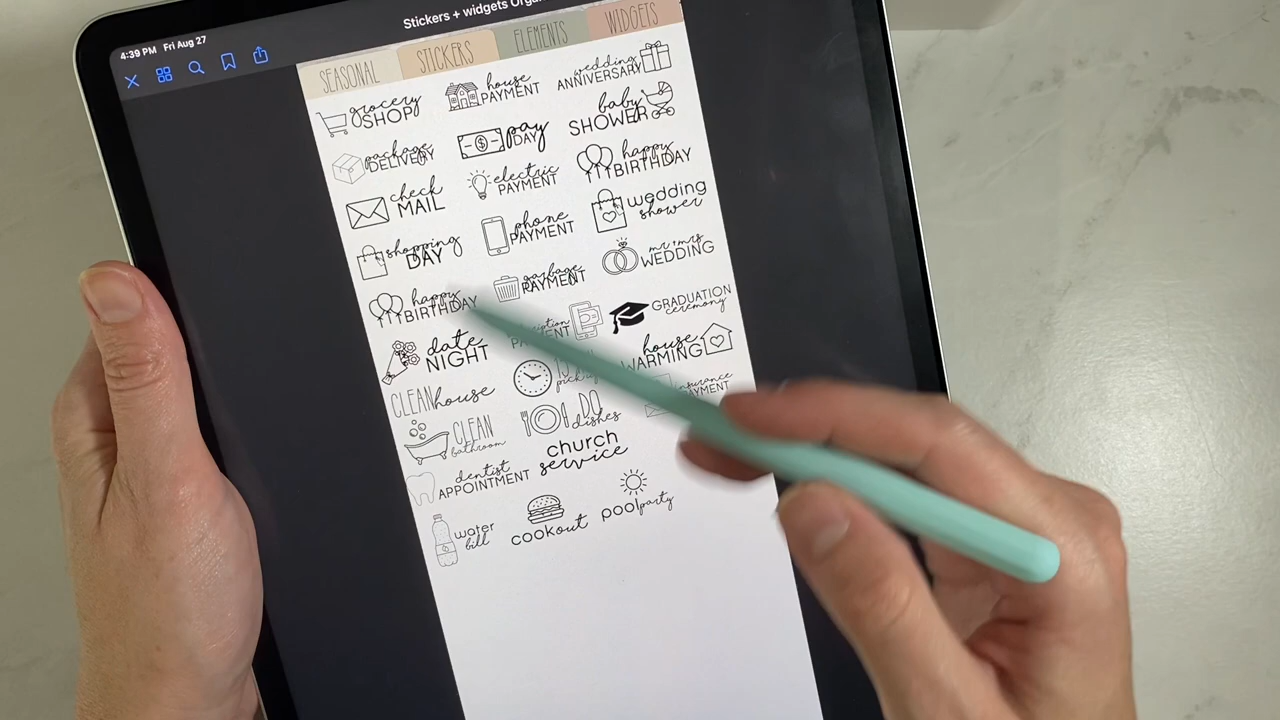 4:39 PM Fri Aug 27
Stickers + widgets Orga
SEASONAL
STICKERS
ELEMENTS
WIDGETS
grocery
SHOP
house
PAYMENT
wedding
ANNIVERSARY
package
DELIVERY
pay
DAY
baby
SHOWER
check
MAIL
electric
PAYMENT
happy
BIRTHDAY
shopping
DAY
phone
PAYMENT
wedding
shower
happy
BIRTHDAY
garbage
PAYMENT
mr + mrs
WEDDING
date
NIGHT
PAYMENT
GRADUATION
ceremony
CLEAN house
house
WARMING
CLEAN
bathroom
DO
dishes
insurance
PAYMENT
dentist
APPOINTMENT
church
service
water
bill
cookout
pool party